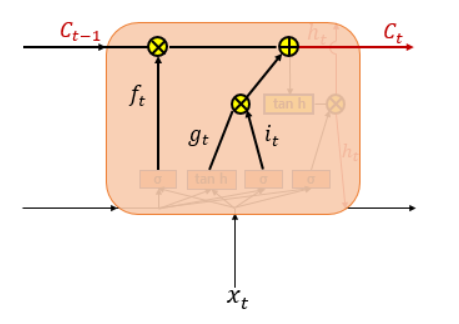 C_{t-1} C_t
h_t
f_t
tan h
g_t i_t
h_t
σ tan h σ σ
x_t